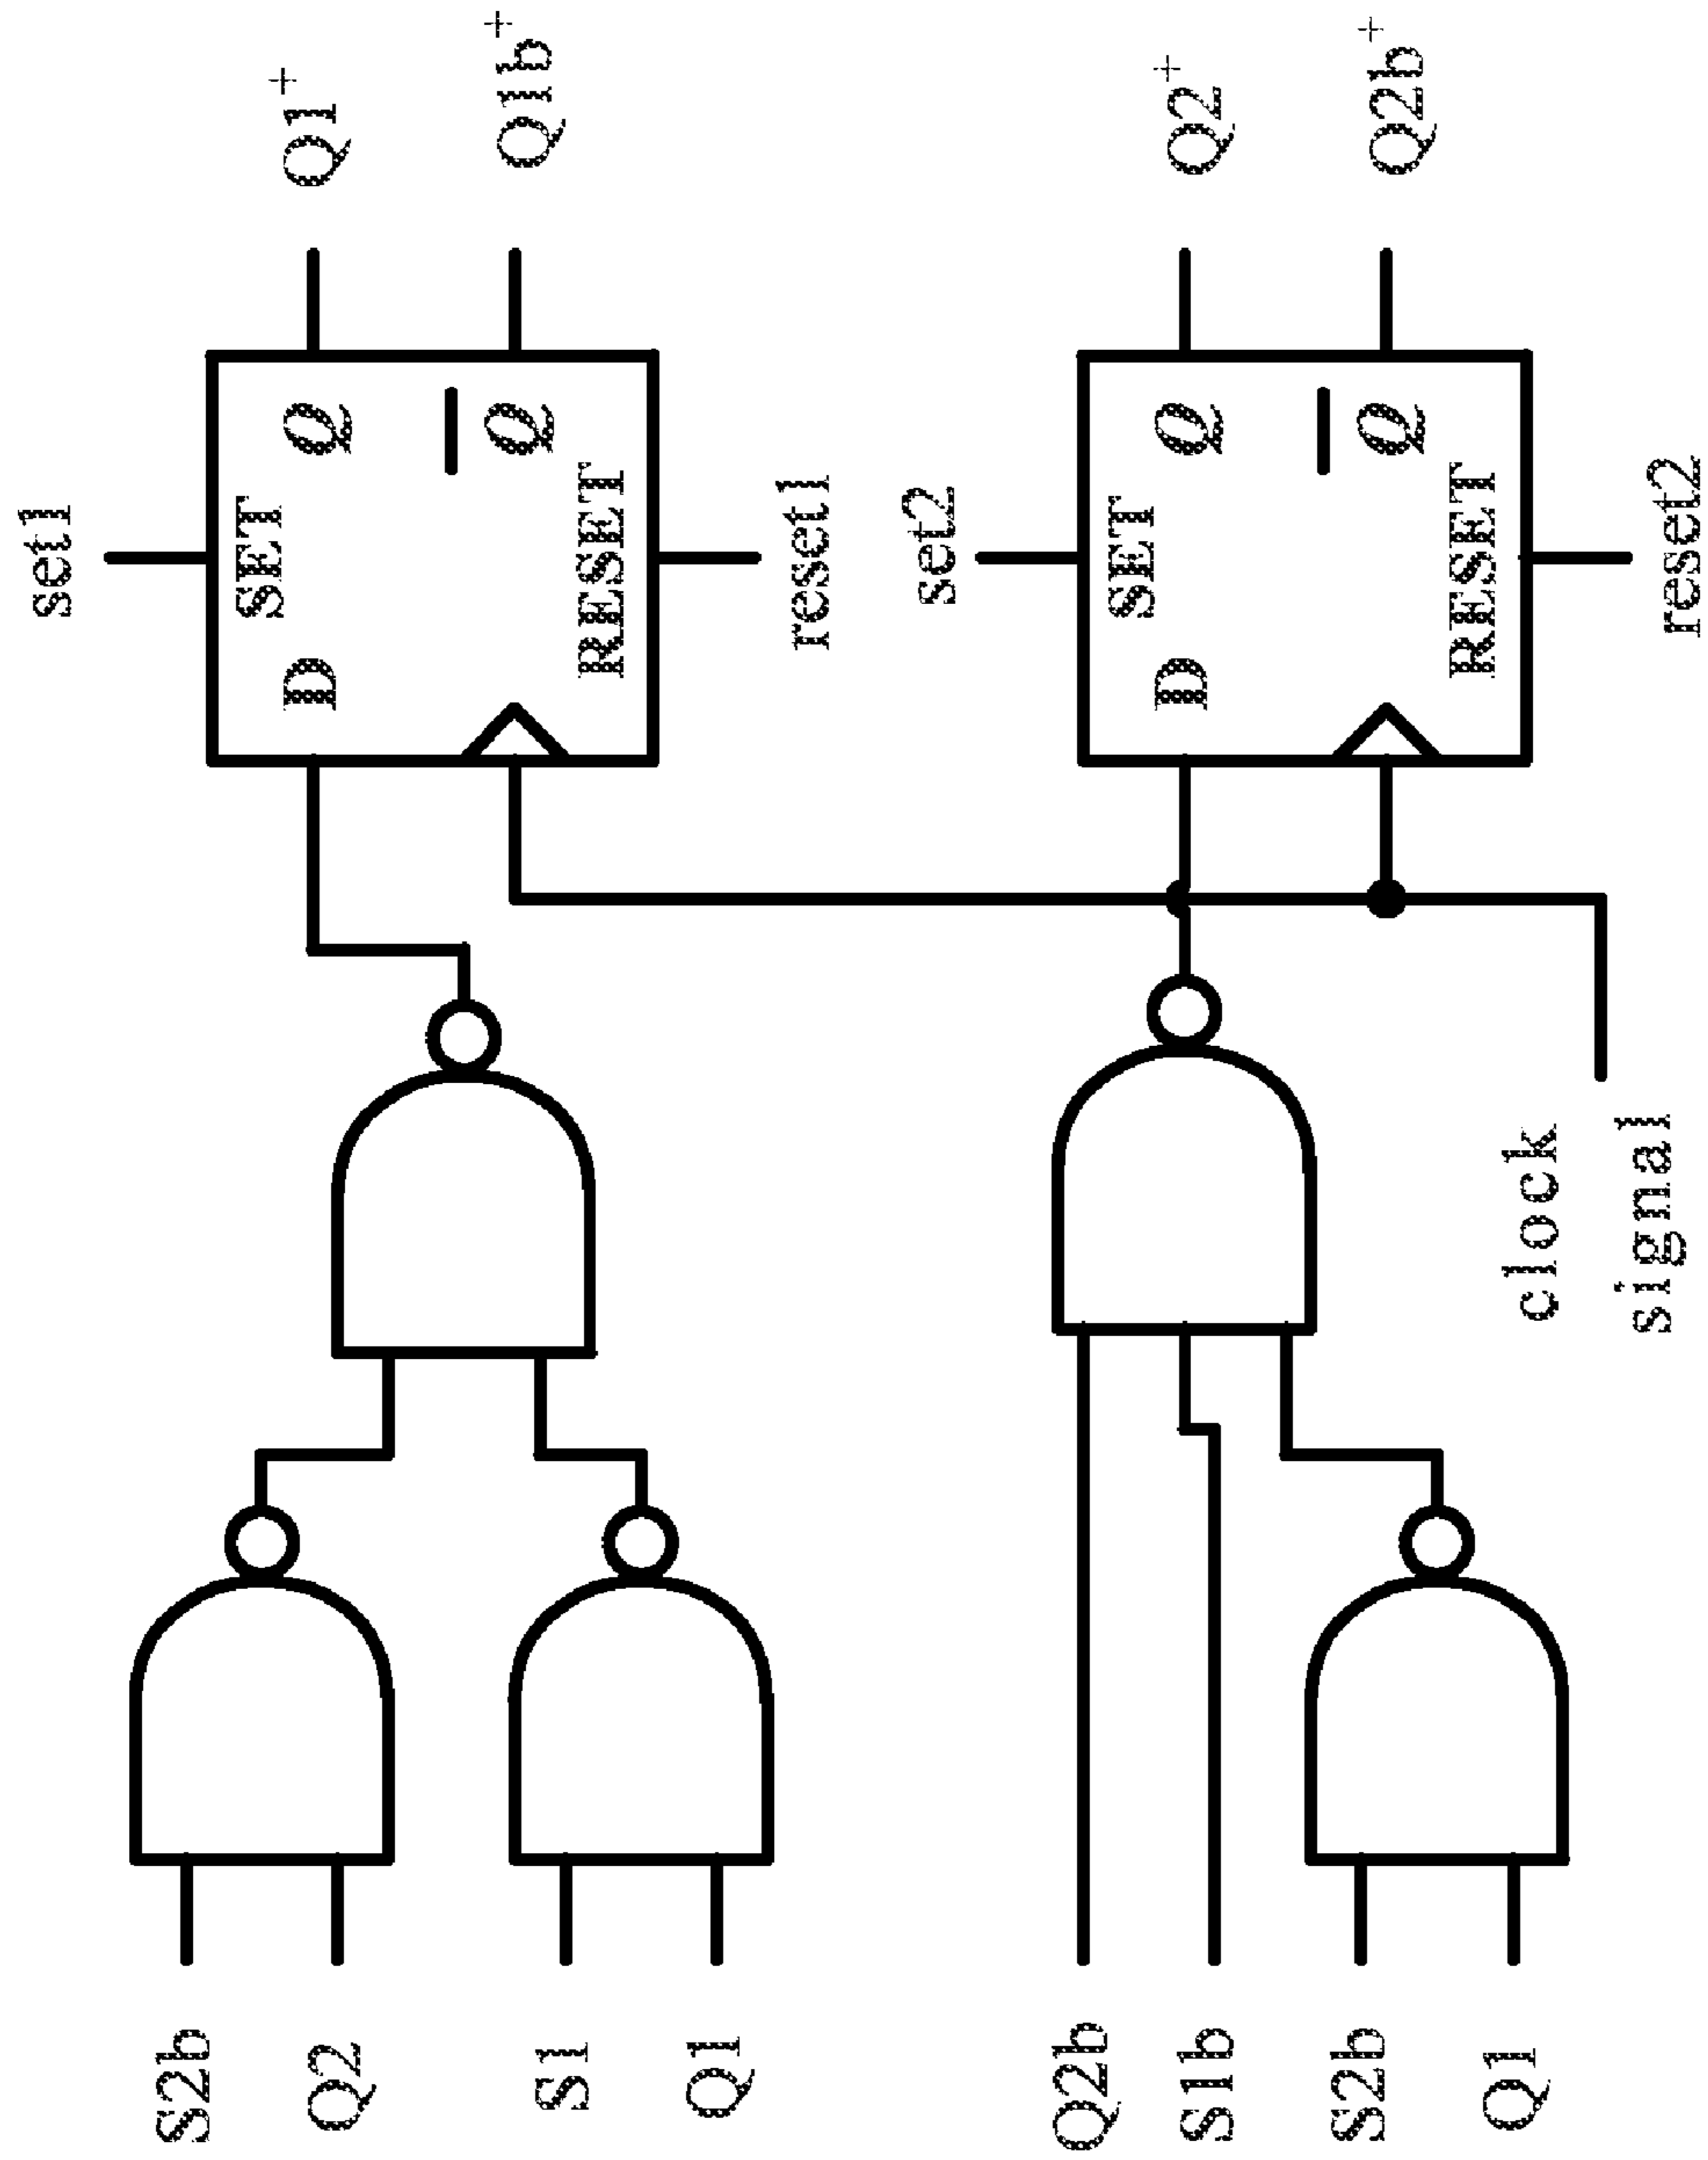 set1
S2b
SET
D
Q
Q1⁺
Q2
Q
Q1b⁺
S1
RESET
Q1
reset1
set2
Q2b
SET
S1b
D
Q
Q2⁺
S2b
Q
Q2b⁺
Q1
RESET
clock
signal
reset2